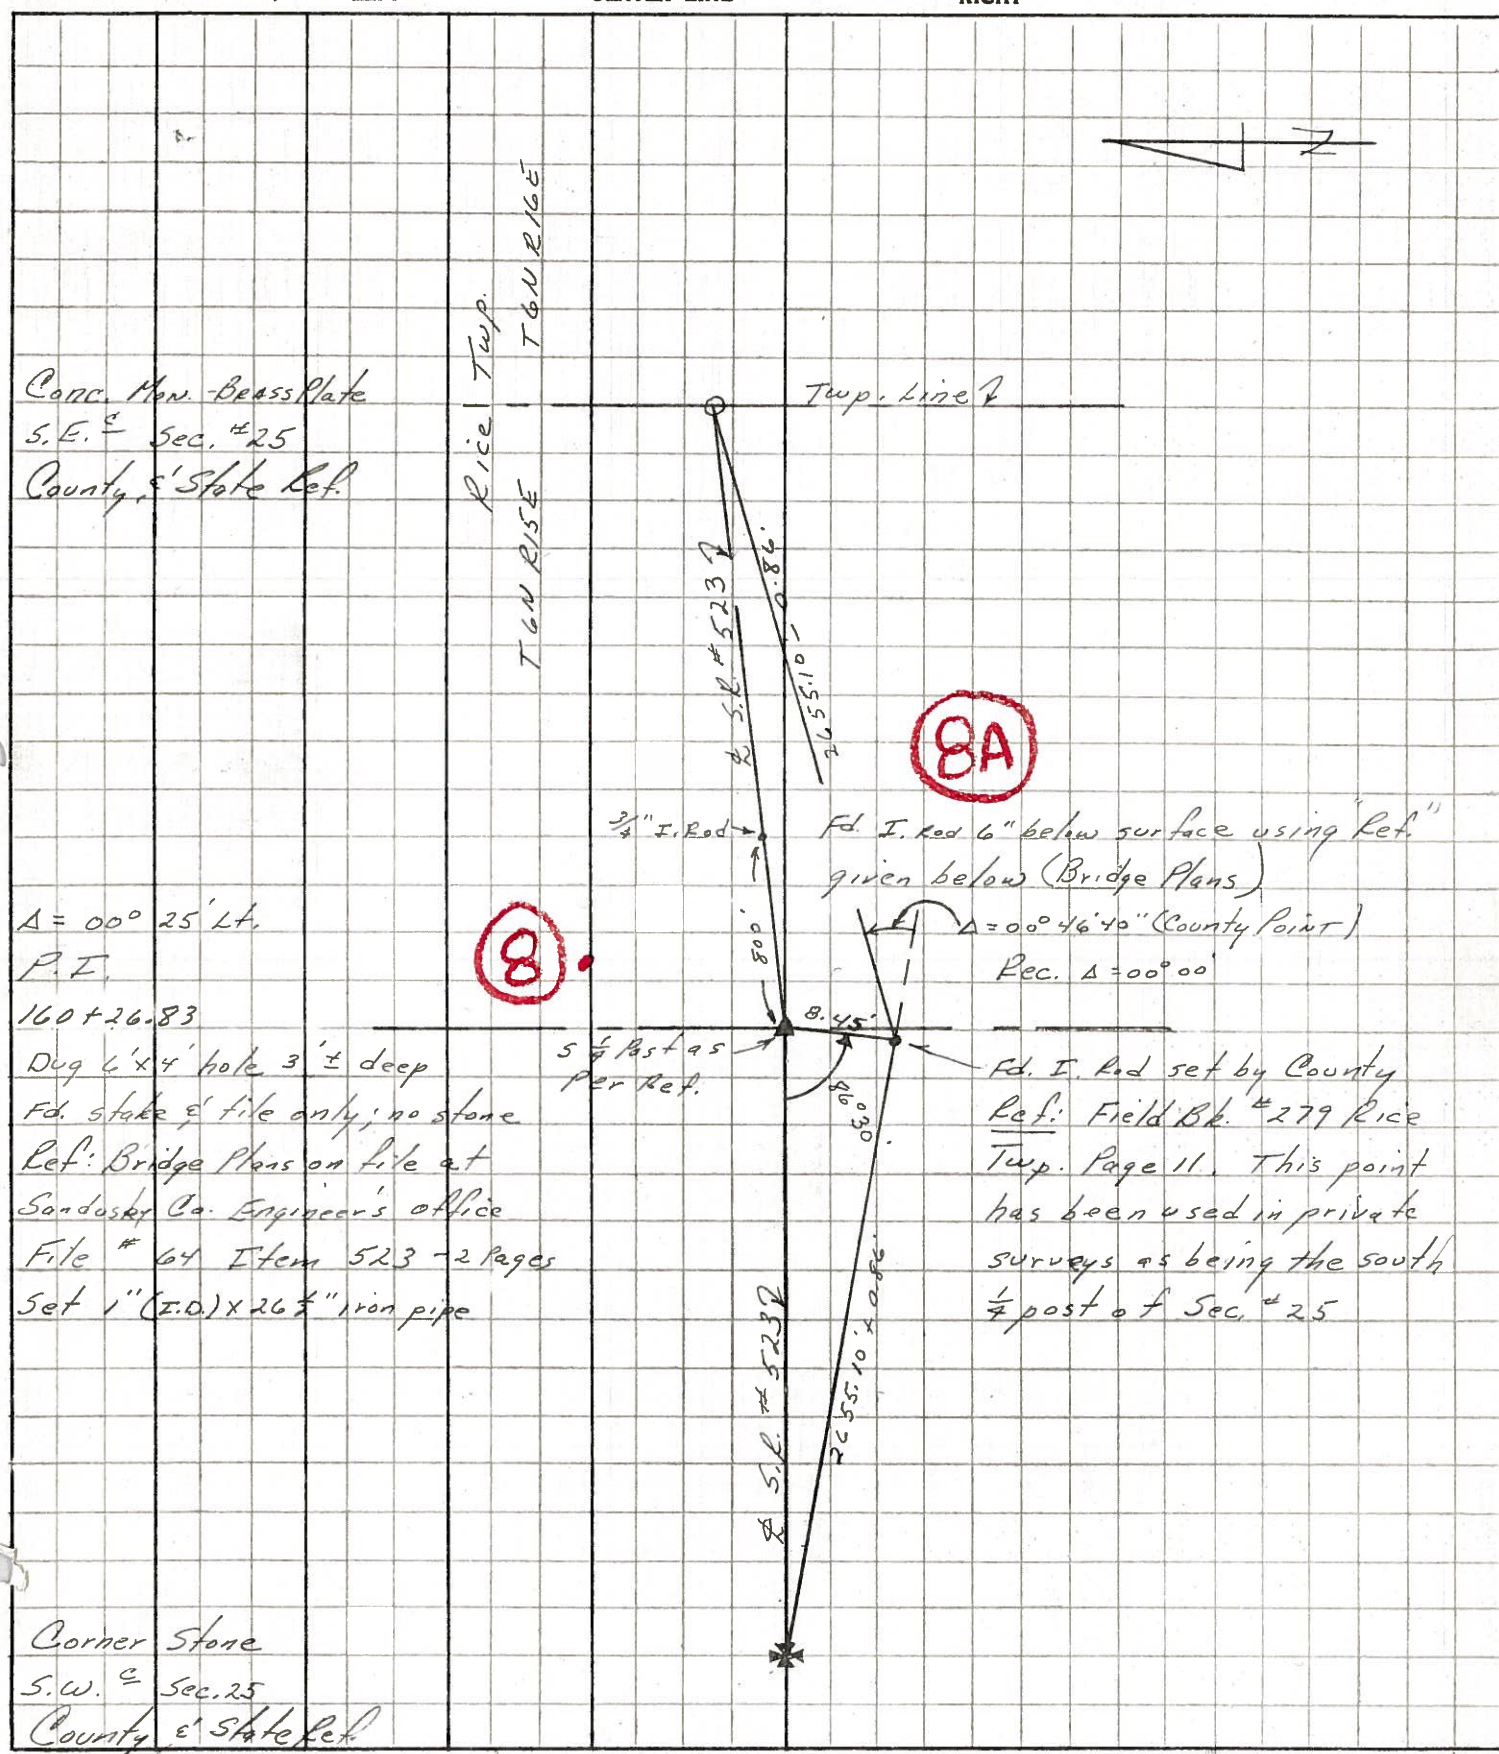 RIGHT
Z
T6N R16E
Rice Twp.
T6N R15E
Conc. Mon. - Brass Plate
S.E. c Sec. #25
County & State Ref.
Twp. Line
S.R. #523
2655.10' - 0.86'
8A
3/4" I. Rod
Fd. I. Rod 6" below surface using "Ref."
given below (Bridge Plans)
Δ = 00° 46' 40" (County Point)
Rec. Δ = 00° 00'
8
800'
Δ = 00° 25' Lt.
P.I.
160+26.83
Dug 6'x4' hole 3'± deep
Fd. stake & tile only; no stone
Ref: Bridge Plans on file at
Sandusky Co. Engineer's office
File # 64 Item 523 - 2 Pages
Set 1" (I.D.) x 26½" iron pipe
S ¼ Post as
Per Ref.
8.45'
86° 30'
Fd. I. Rod set by County
Ref: Field Bk. #279 Rice
Twp. Page 11. This point
has been used in private
surveys as being the south
¼ post of Sec. #25
S.R. #523
2655.10' + 0.86'
Corner Stone
S.W. c Sec. 25
County & State Ref.